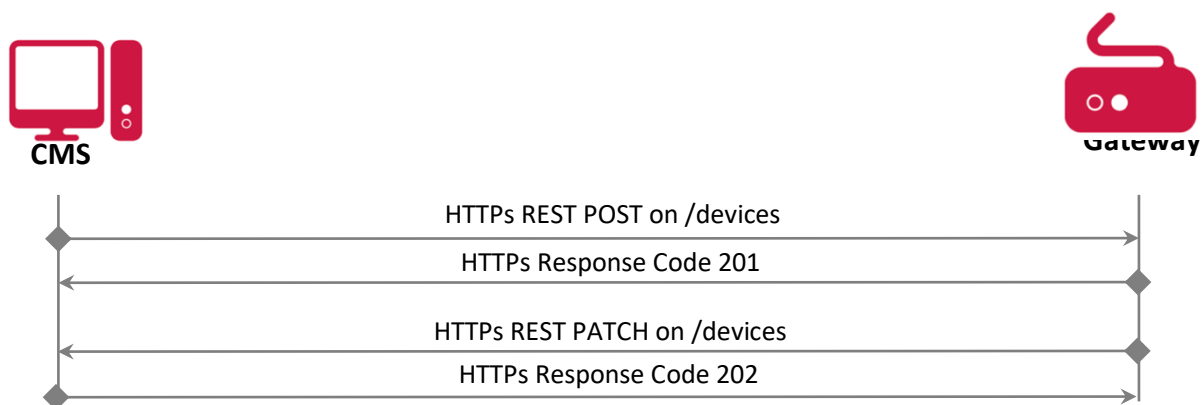 CMS
Gateway
HTTPs REST POST on /devices
HTTPs Response Code 201
HTTPs REST PATCH on /devices
HTTPs Response Code 202